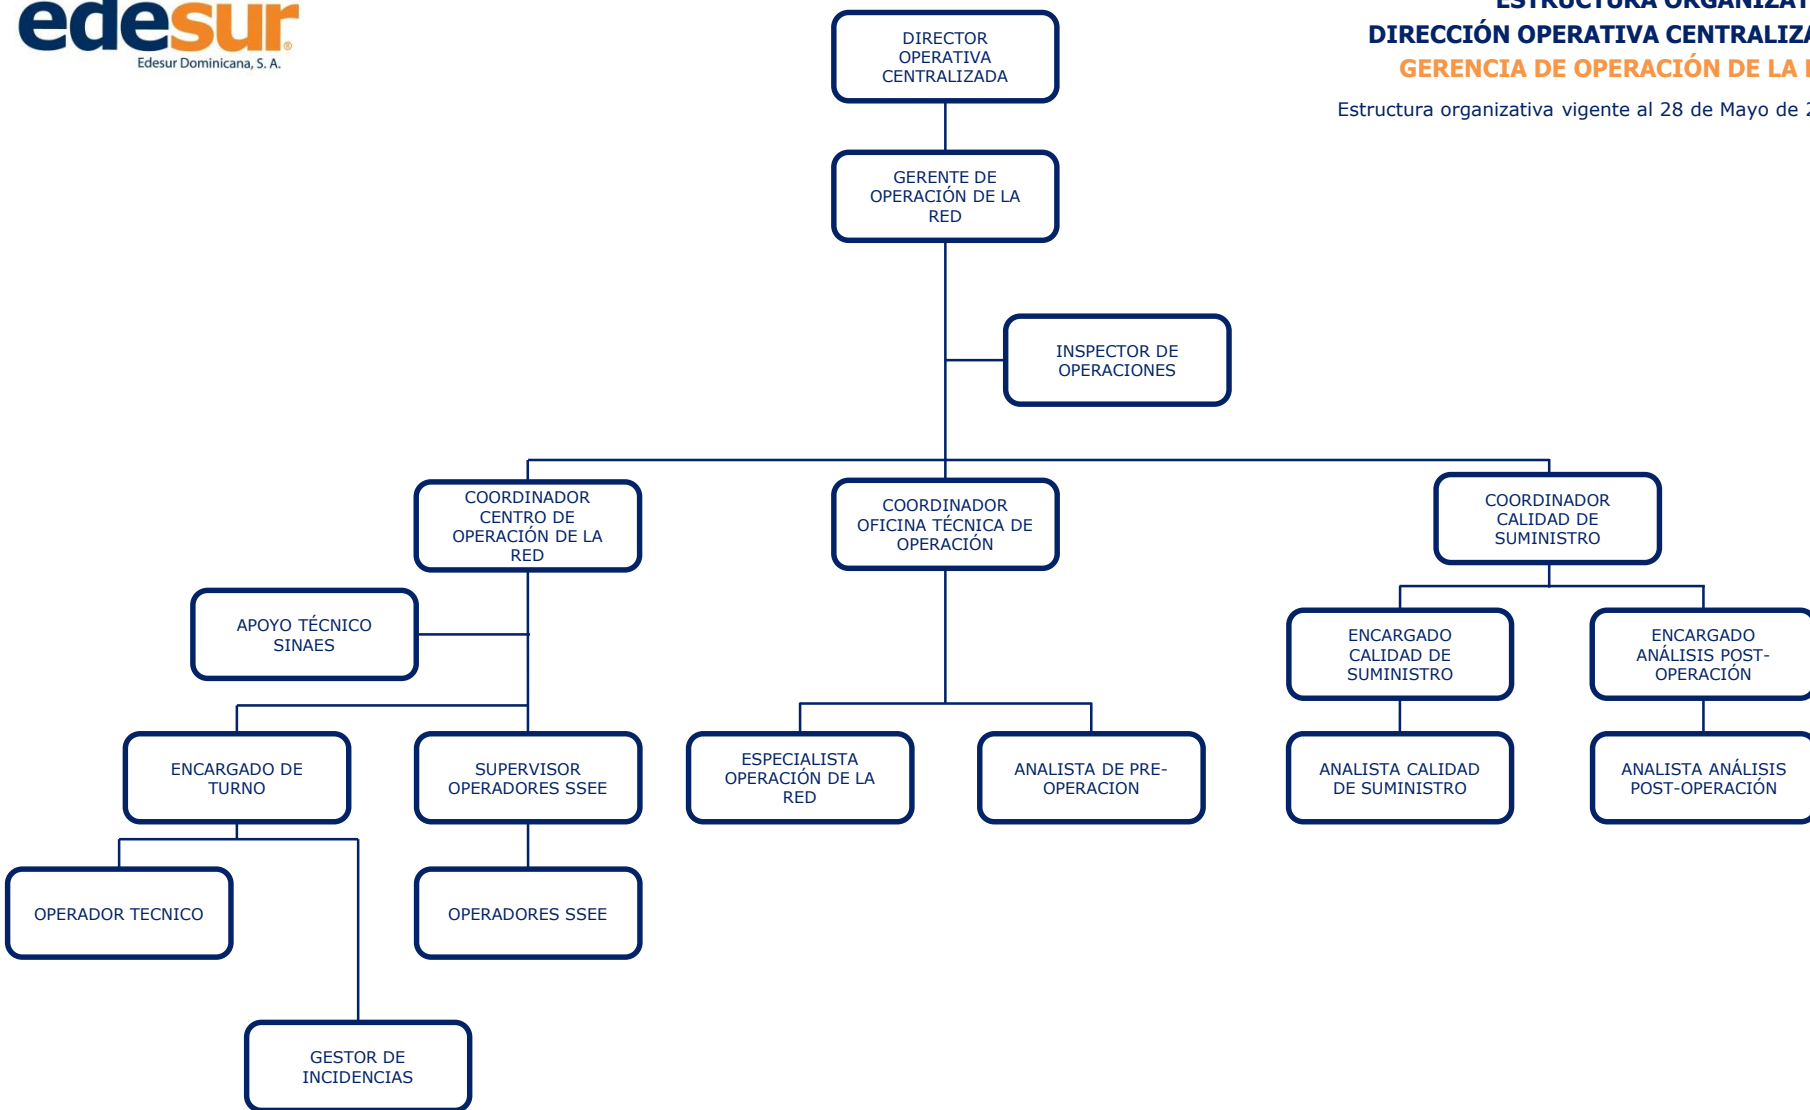 edesur
Edesur Dominicana, S. A.
ESTRUCTURA
DIRECCIÓN OPERATIVA
GERENCIA DE OPERACIÓN DE LA
Estructura organizativa vigente al 28 de Mayo de
DIRECTOR
OPERATIVA
CENTRALIZADA
GERENTE DE
OPERACIÓN DE LA
RED
INSPECTOR DE
OPERACIONES
COORDINADOR
CENTRO DE
OPERACIÓN DE LA
RED
COORDINADOR
OFICINA TÉCNICA DE
OPERACIÓN
COORDINADOR
CALIDAD DE
SUMINISTRO
APOYO TÉCNICO
SINAES
ENCARGADO
CALIDAD DE
SUMINISTRO
ENCARGADO
ANÁLISIS POST-
OPERACIÓN
ENCARGADO DE
TURNO
SUPERVISOR
OPERADORES SSEE
ESPECIALISTA
OPERACIÓN DE LA
RED
ANALISTA DE PRE-
OPERACION
ANALISTA CALIDAD
DE SUMINISTRO
ANALISTA ANÁLISIS
POST-OPERACIÓN
OPERADOR TECNICO
OPERADORES SSEE
GESTOR DE
INCIDENCIAS